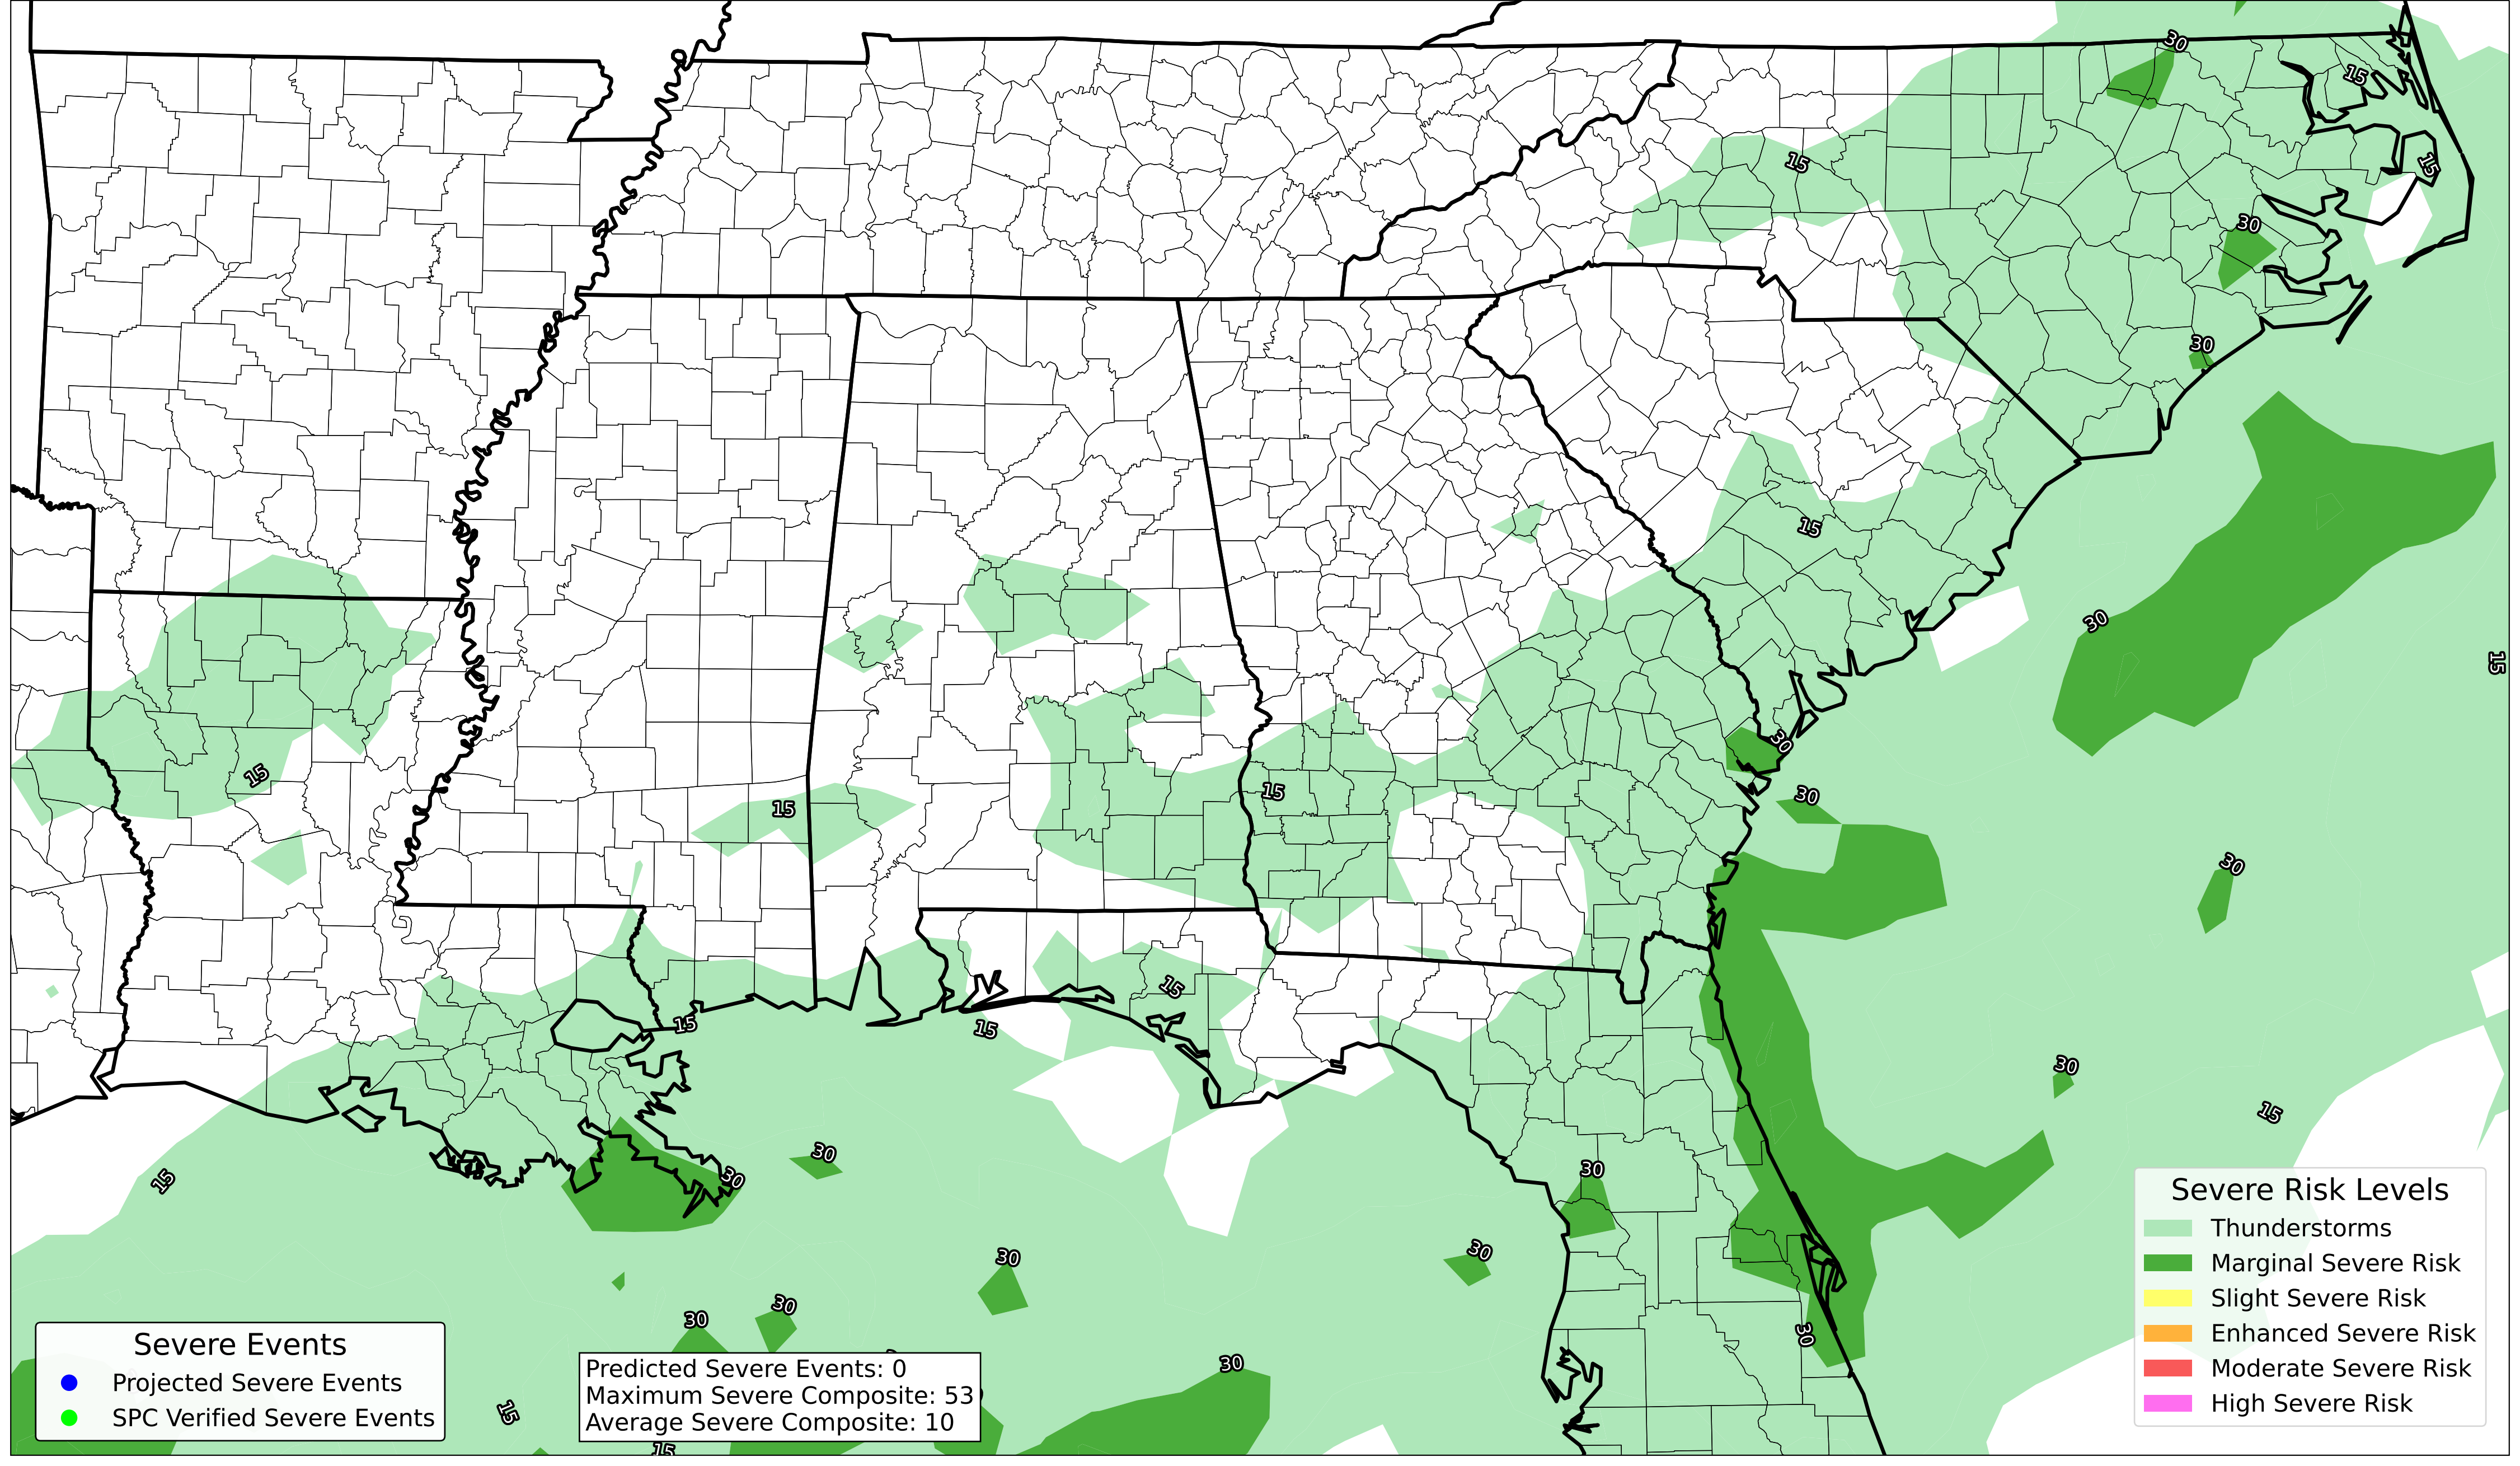 30
15
15
15
30
30
15
30
15
30
30
15
15
15
30
30
15
15
15
30
15
30
15
30
30
30
30
30
30
30
30
15
15
Severe Risk Levels
Thunderstorms
Marginal Severe Risk
Slight Severe Risk
Enhanced Severe Risk
Moderate Severe Risk
High Severe Risk
Severe Events
Projected Severe Events
SPC Verified Severe Events
Predicted Severe Events: 0
Maximum Severe Composite: 53
Average Severe Composite: 10